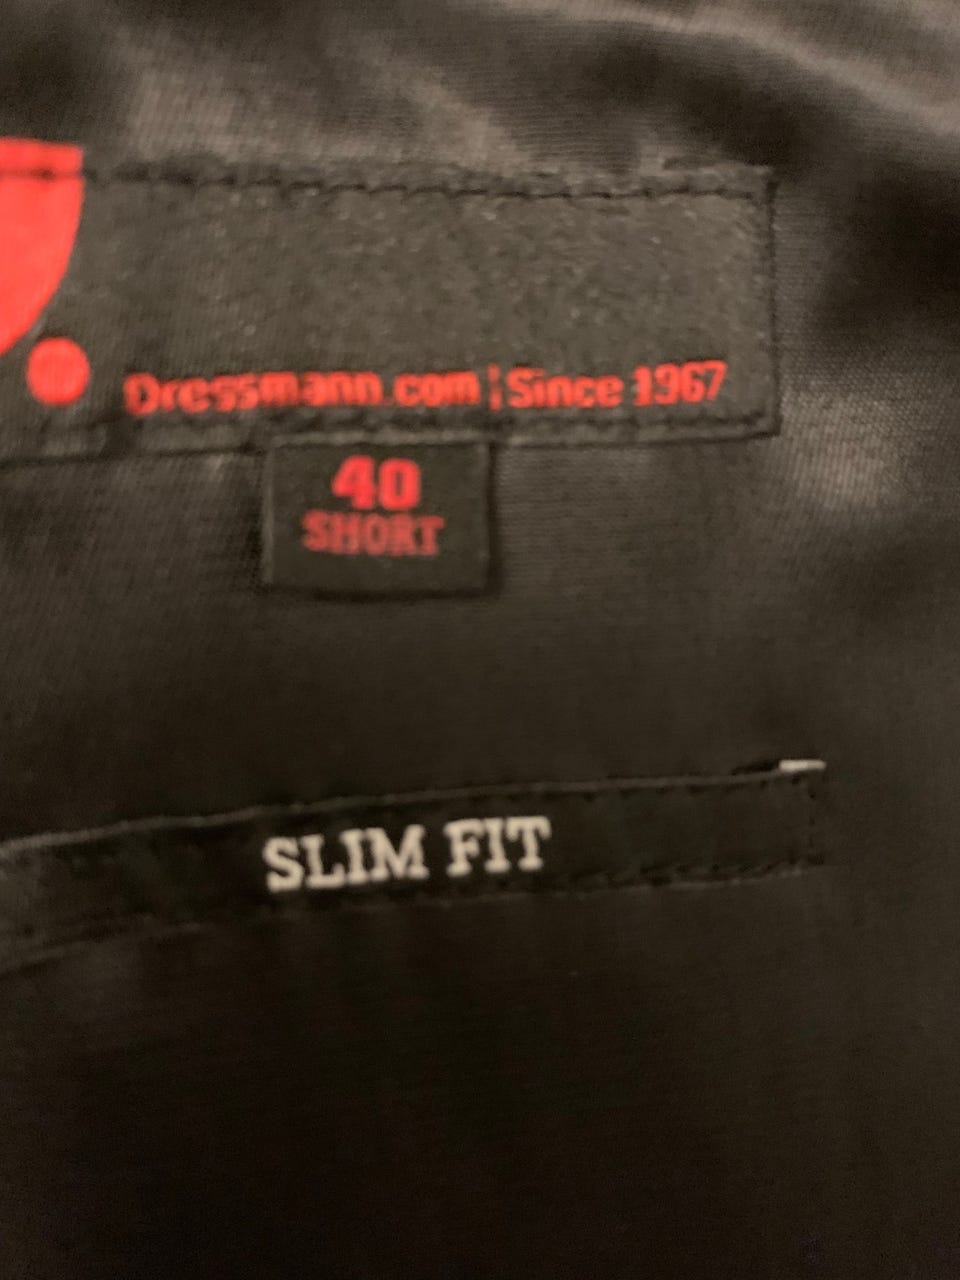 Dressmann.com | Since 1967
40
SHORT
SLIM FIT